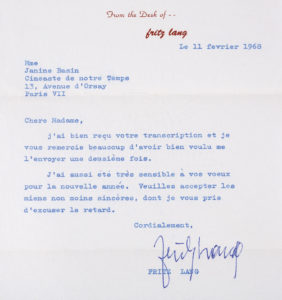 From the Desk of --
fritz lang
Le 11 fevrier 1968
Mme
Janine Bazin
Cineaste de notre Temps
13, Avenue d'Orsay
Paris VII
Chere Madame,
j'ai bien reçu votre transcription et je
vous remercie beaucoup d'avoir bien voulu me
l'envoyer une deuxième fois.
J'ai aussi été très sensible à vos voeux
pour la nouvelle année. Veuillez accepter les
miens non moins sincères, dont je vous prie
d'excuser le retard.
Cordialement,
Fritz Lang
FRITZ LANG